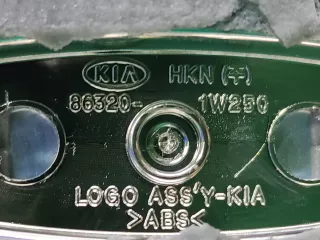 KIA HKN (
86320- 1W250
LOGO ASS'Y-KIA
>ABS<